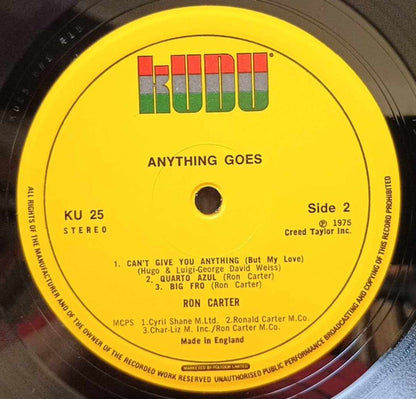 KUDU
ANYTHING GOES
KU 25
STEREO
Side 2
℗ 1975
Creed Taylor Inc.
1. CAN'T GIVE YOU ANYTHING (But My Love)
(Hugo & Luigi-George David Weiss)
2. QUARTO AZUL (Ron Carter)
3. BIG FRO (Ron Carter)
RON CARTER
MCPS 1.Cyril Shane M.Ltd. 2.Ronald Carter M.Co.
3.Char-Liz M. Inc./Ron Carter M.Co.
Made in England
MARKETED BY POLYDOR LIMITED
ALL RIGHTS OF THE MANUFACTURER AND OF THE OWNER OF THE RECORDED WORK RESERVED UNAUTHORISED PUBLIC PERFORMANCE BROADCASTING AND COPYING OF THIS RECORD PROHIBITED